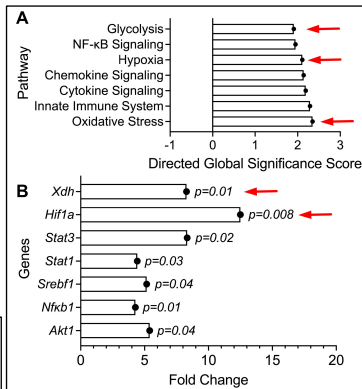 A
Pathway
Glycolysis
NF-κB Signaling
Hypoxia
Chemokine Signaling
Cytokine Signaling
Innate Immune System
Oxidative Stress
-1 0 1 2 3
Directed Global Significance Score
B
Genes
Xdh p=0.01
Hif1a p=0.008
Stat3 p=0.02
Stat1 p=0.03
Srebf1 p=0.04
Nfkb1 p=0.01
Akt1 p=0.04
0 5 10 15 20
Fold Change